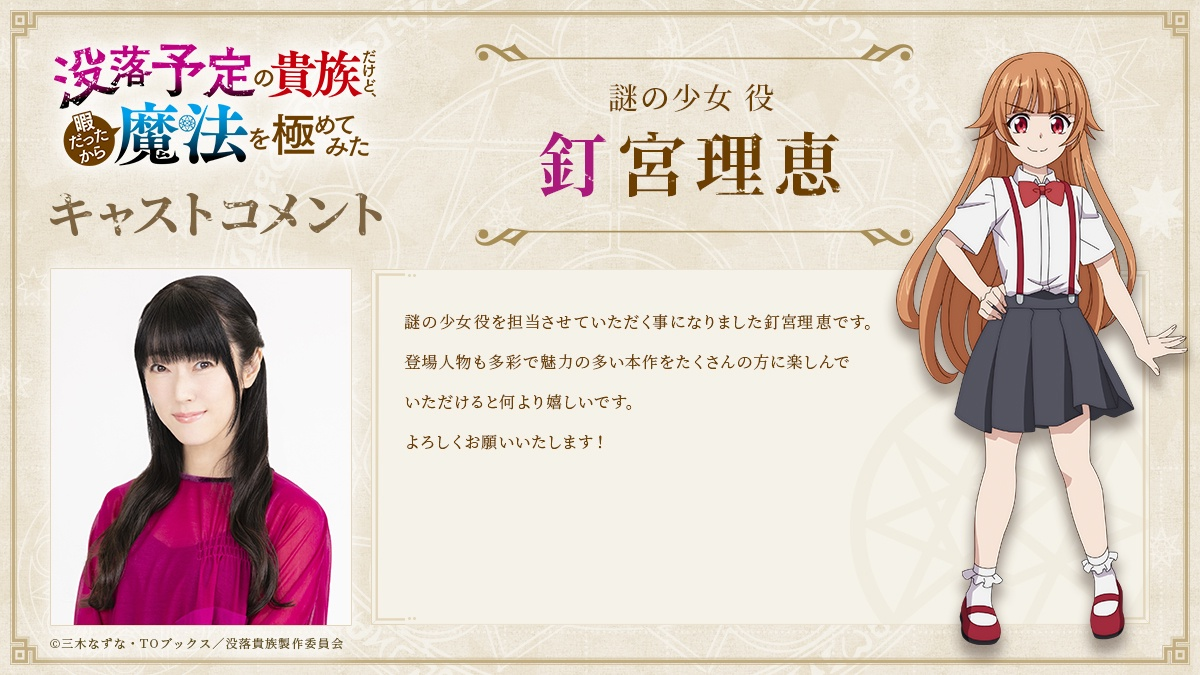 没落予定の貴族だけど、
暇だったから魔法を極めてみた
キャストコメント
謎の少女 役
釘宮理恵
謎の少女役を担当させていただく事になりました釘宮理恵です。
登場人物も多彩で魅力の多い本作をたくさんの方に楽しんで
いただけると何より嬉しいです。
よろしくお願いいたします！
©三木なずな・TOブックス／没落貴族製作委員会